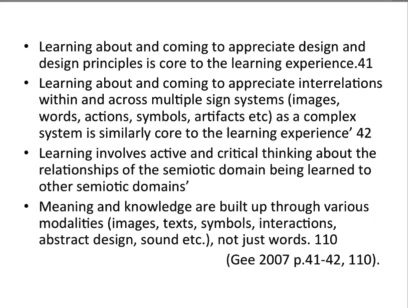 • Learning about and coming to appreciate design and
design principles is core to the learning experience.41
• Learning about and coming to appreciate interrelations
within and across multiple sign systems (images,
words, actions, symbols, artifacts etc) as a complex
system is similarly core to the learning experience’ 42
• Learning involves active and critical thinking about the
relationships of the semiotic domain being learned to
other semiotic domains’
• Meaning and knowledge are built up through various
modalities (images, texts, symbols, interactions,
abstract design, sound etc.), not just words. 110
(Gee 2007 p.41-42, 110).